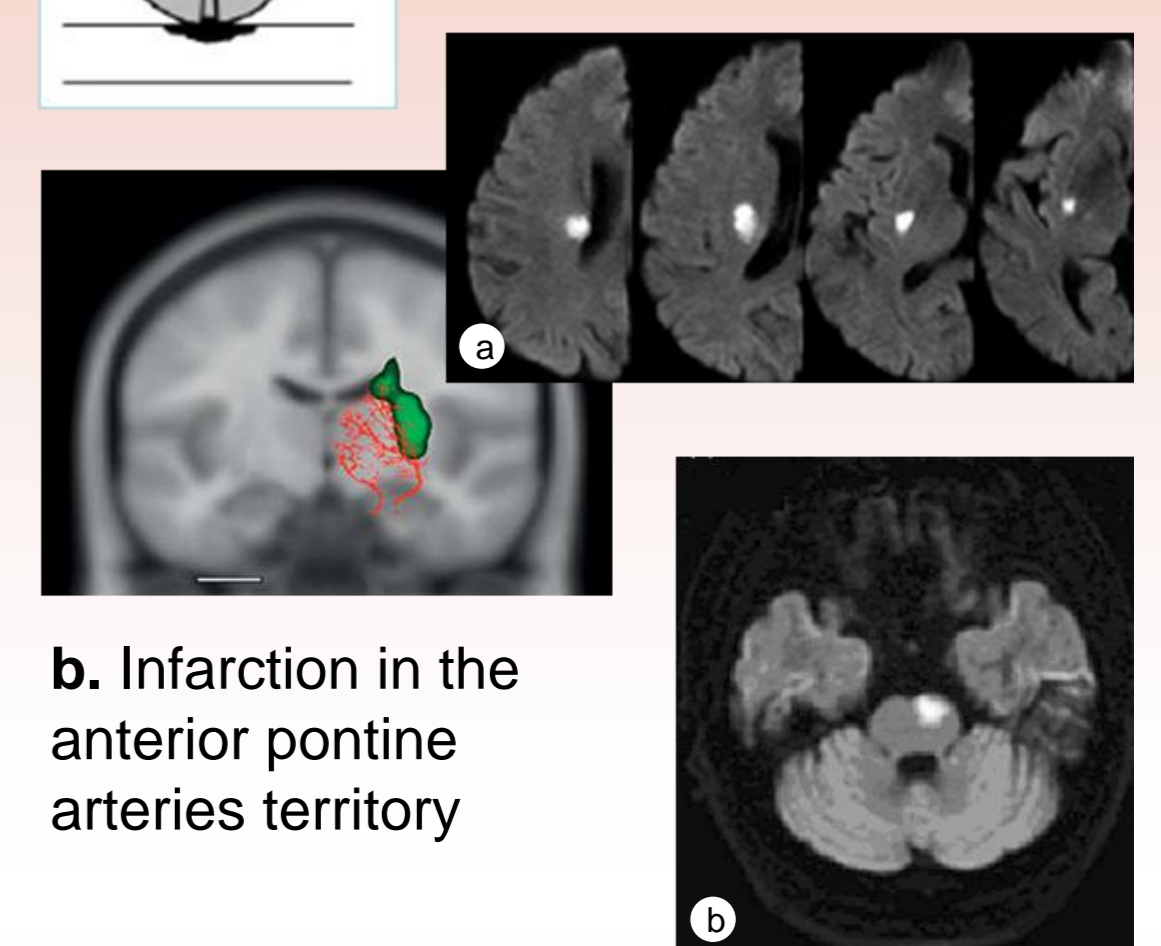 a
b. Infarction in the
anterior pontine
arteries territory
b